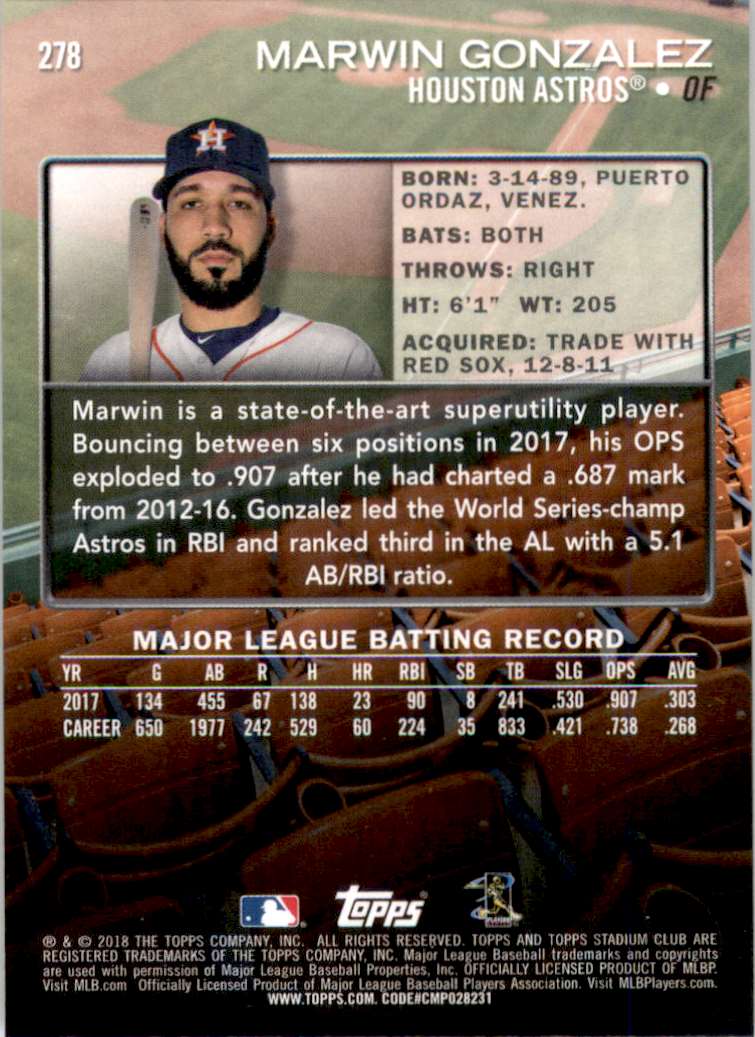 278
MARWIN GONZALEZ
HOUSTON ASTROS® • OF
H
BORN: 3-14-89, PUERTO
ORDAZ, VENEZ.
BATS: BOTH
THROWS: RIGHT
HT: 6'1" WT: 205
ACQUIRED: TRADE WITH
RED SOX, 12-8-11
Marwin is a state-of-the-art superutility player.
Bouncing between six positions in 2017, his OPS
exploded to .907 after he had charted a .687 mark
from 2012-16. Gonzalez led the World Series-champ
Astros in RBI and ranked third in the AL with a 5.1
AB/RBI ratio.
MAJOR LEAGUE BATTING RECORD
YR G AB R H HR RBI SB TB SLG OPS AVG
2017 134 455 67 138 23 90 8 241 .530 .907 .303
CAREER 650 1977 242 529 60 224 35 833 .421 .738 .268
topps
® & © 2018 THE TOPPS COMPANY, INC. ALL RIGHTS RESERVED. TOPPS AND TOPPS STADIUM CLUB ARE
REGISTERED TRADEMARKS OF THE TOPPS COMPANY, INC. Major League Baseball trademarks and copyrights
are used with permission of Major League Baseball Properties, Inc. OFFICIALLY LICENSED PRODUCT OF MLBP.
Visit MLB.com Officially Licensed Product of Major League Baseball Players Association. Visit MLBPlayers.com.
WWW.TOPPS.COM. CODE#CMP028231